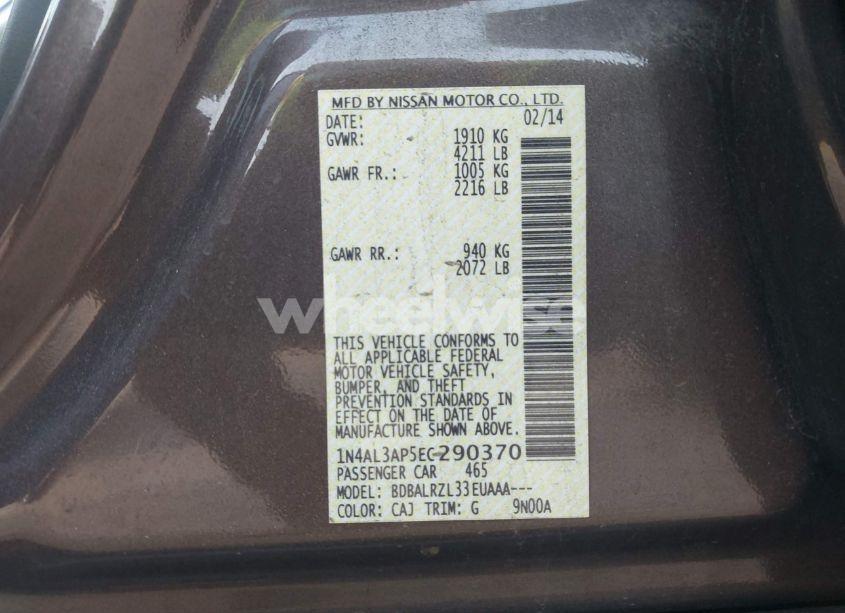 MFD BY NISSAN MOTOR CO., LTD.
DATE: 02/14
GVWR: 1910 KG
4211 LB
GAWR FR.: 1005 KG
2216 LB
GAWR RR.: 940 KG
2072 LB
wheelwise
THIS VEHICLE CONFORMS TO
ALL APPLICABLE FEDERAL
MOTOR VEHICLE SAFETY,
BUMPER, AND THEFT
PREVENTION STANDARDS IN
EFFECT ON THE DATE OF
MANUFACTURE SHOWN ABOVE.
1N4AL3AP5EC290370
PASSENGER CAR 465
MODEL: BDBALRZL33EUAAA---
COLOR: CAJ TRIM: G 9N00A